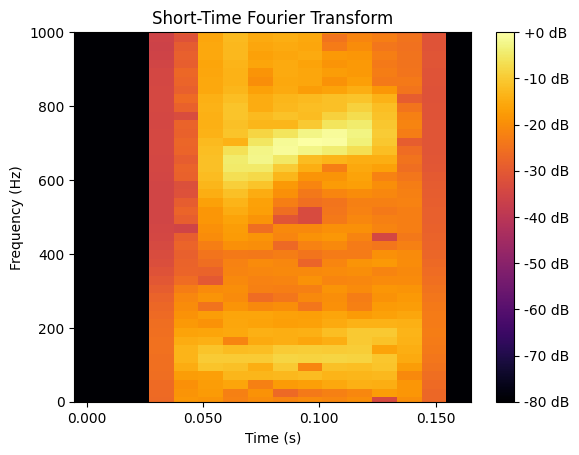 Short-Time Fourier Transform
Frequency (Hz)
1000
800
600
400
200
0
0.000
0.050
0.100
0.150
Time (s)
+0 dB
-10 dB
-20 dB
-30 dB
-40 dB
-50 dB
-60 dB
-70 dB
-80 dB